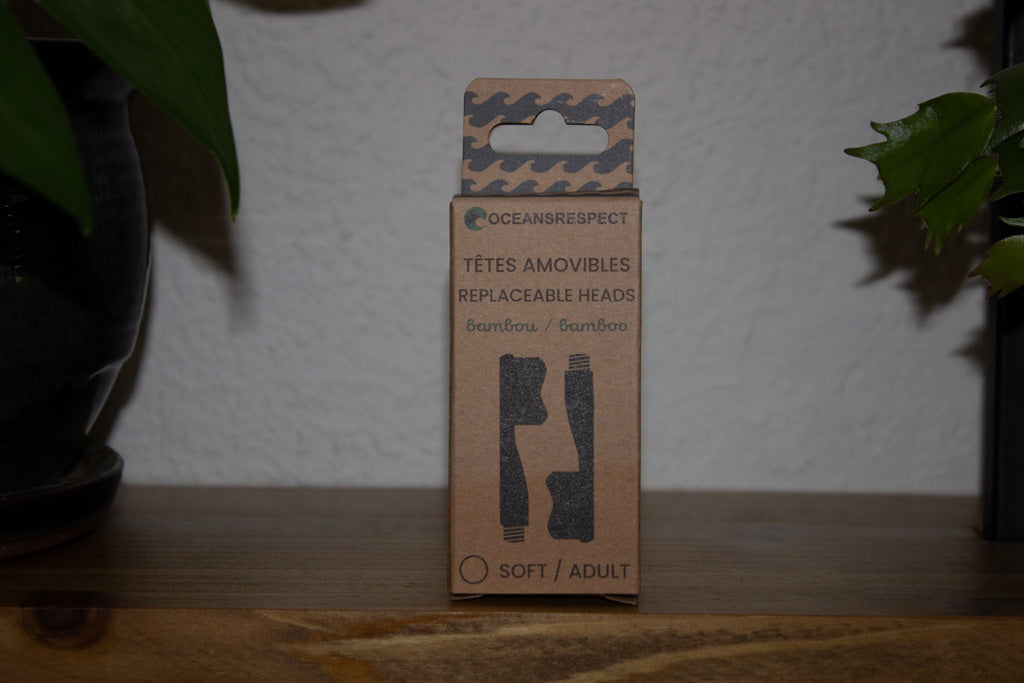 OCEANSRESPECT
TÊTES AMOVIBLES
REPLACEABLE HEADS
bambou / bamboo
SOFT / ADULT